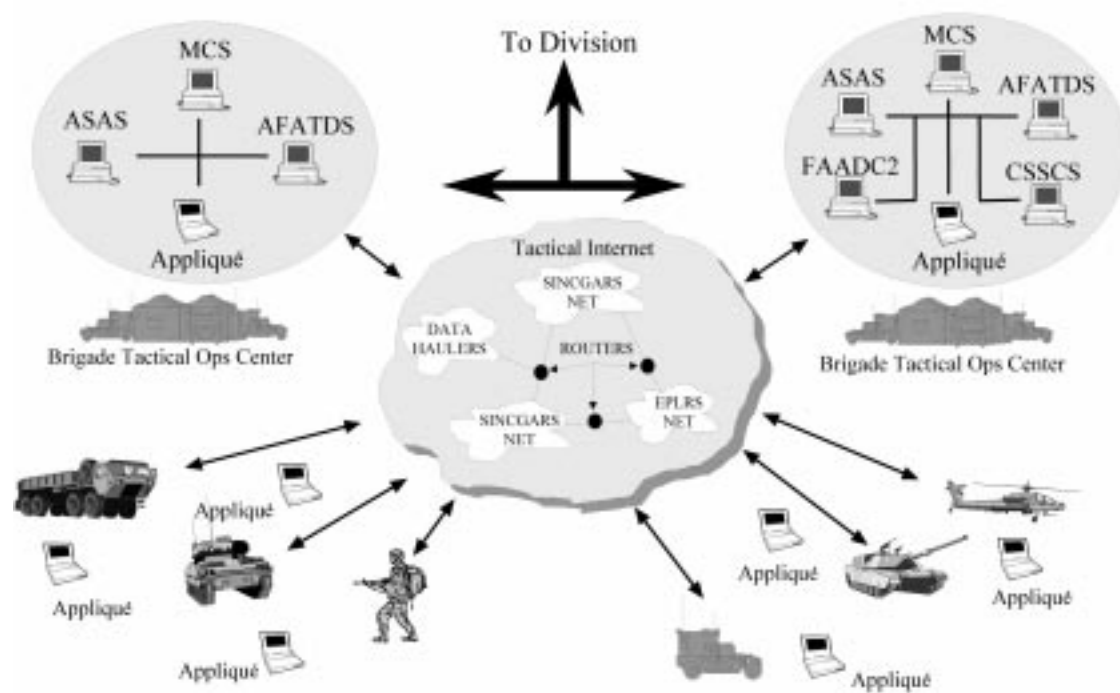 MCS
ASAS
AFATDS
Appliqué
Brigade Tactical Ops Center
To Division
MCS
ASAS
AFATDS
FAADC2
CSSCS
Appliqué
Brigade Tactical Ops Center
Tactical Internet
SINCGARS
NET
DATA
HAULERS
ROUTERS
SINCGARS
NET
EPLRS
NET
Appliqué
Appliqué
Appliqué
Appliqué
Appliqué
Appliqué